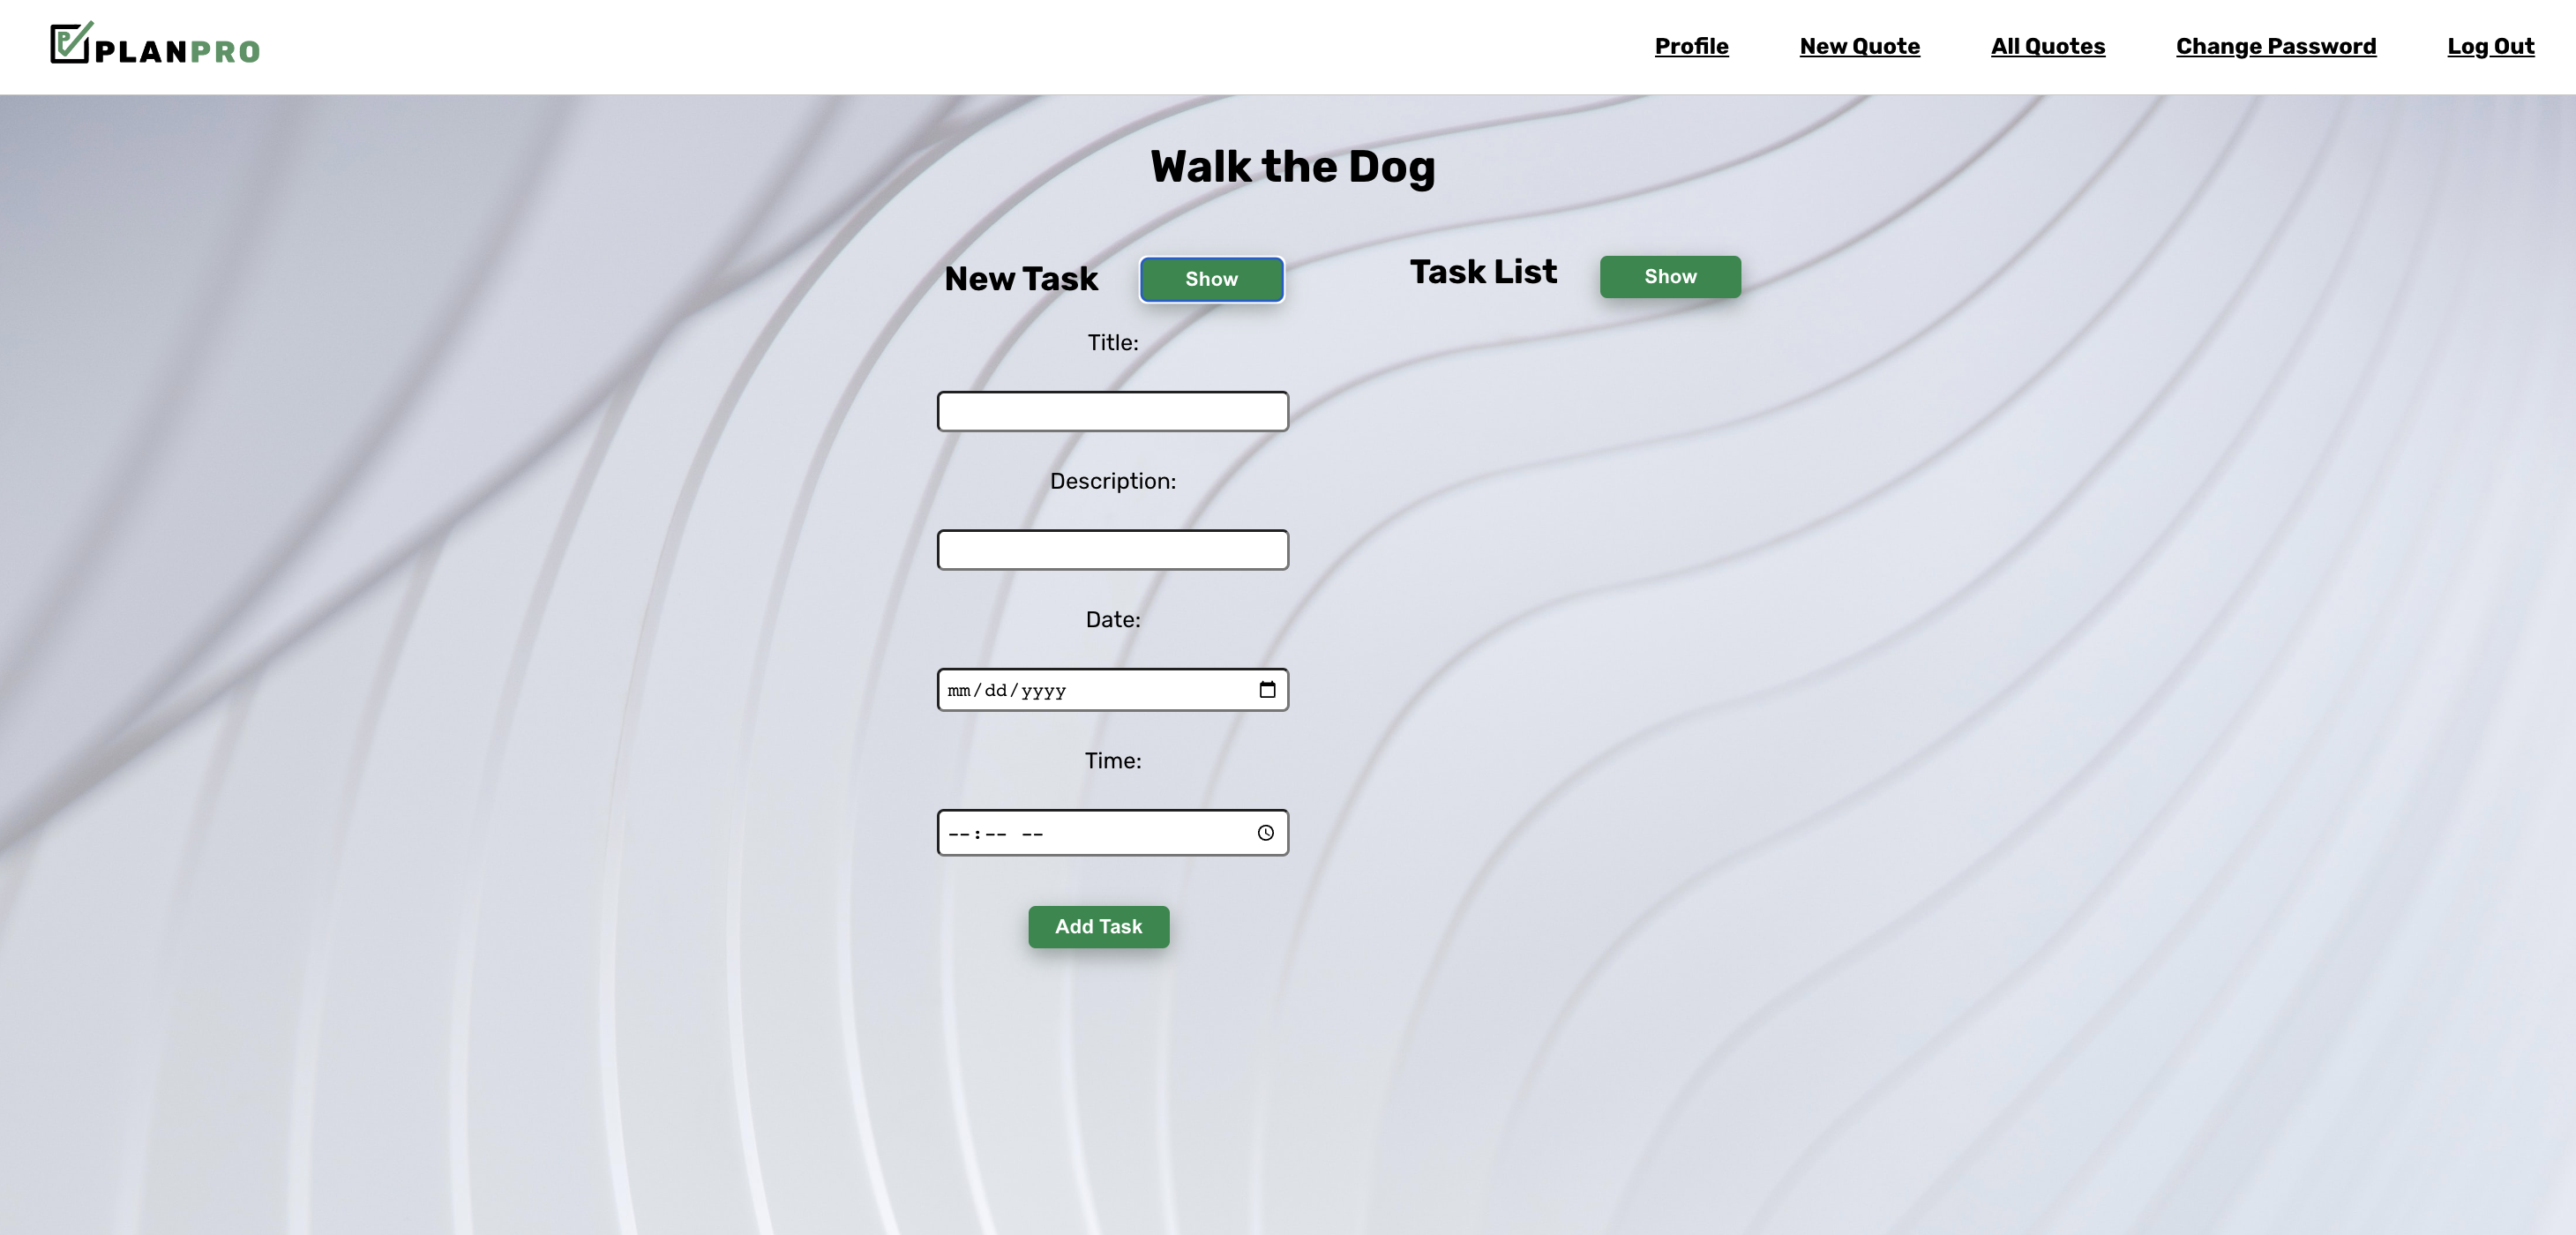 PLANPRO
Profile New Quote All Quotes Change Password Log Out
Walk the Dog
New Task Show Task List Show
Title:
Description:
Date:
mm/dd/yyyy
Time:
--:-- --
Add Task